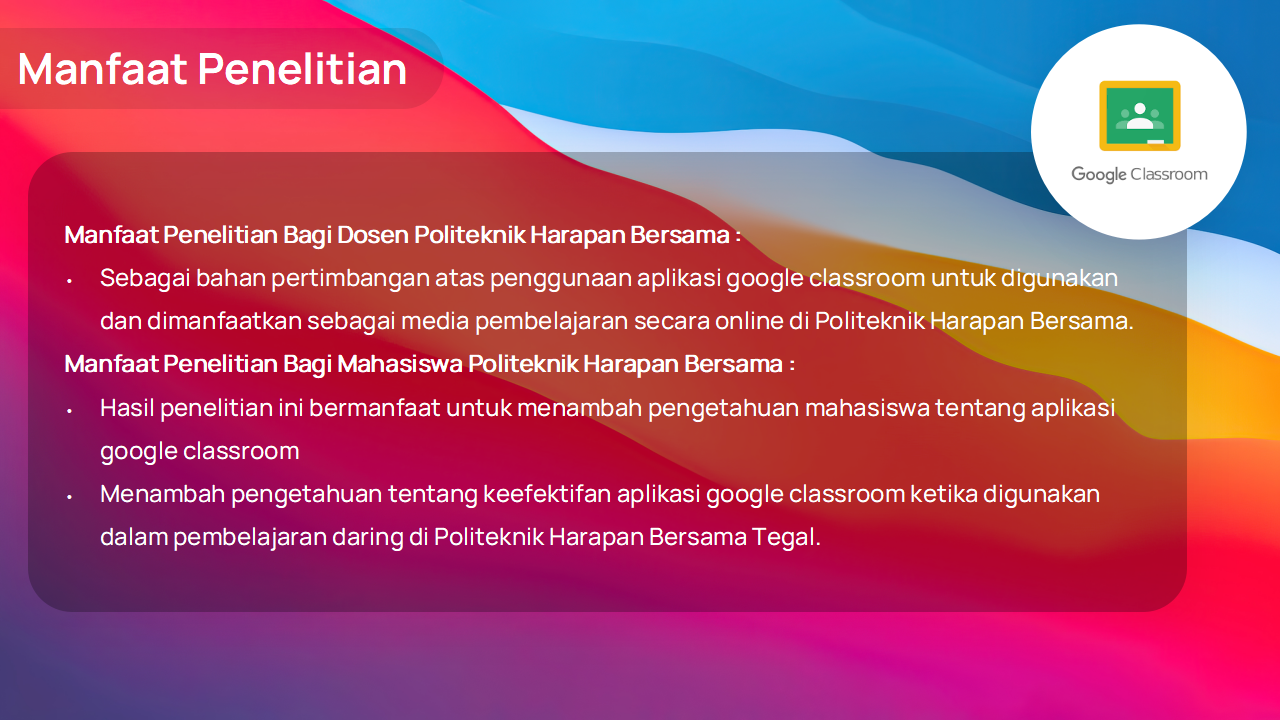 Manfaat Penelitian
Google Classroom
Manfaat Penelitian Bagi Dosen Politeknik Harapan Bersama :
• Sebagai bahan pertimbangan atas penggunaan aplikasi google classroom untuk digunakan
dan dimanfaatkan sebagai media pembelajaran secara online di Politeknik Harapan Bersama.
Manfaat Penelitian Bagi Mahasiswa Politeknik Harapan Bersama :
• Hasil penelitian ini bermanfaat untuk menambah pengetahuan mahasiswa tentang aplikasi
google classroom
• Menambah pengetahuan tentang keefektifan aplikasi google classroom ketika digunakan
dalam pembelajaran daring di Politeknik Harapan Bersama Tegal.